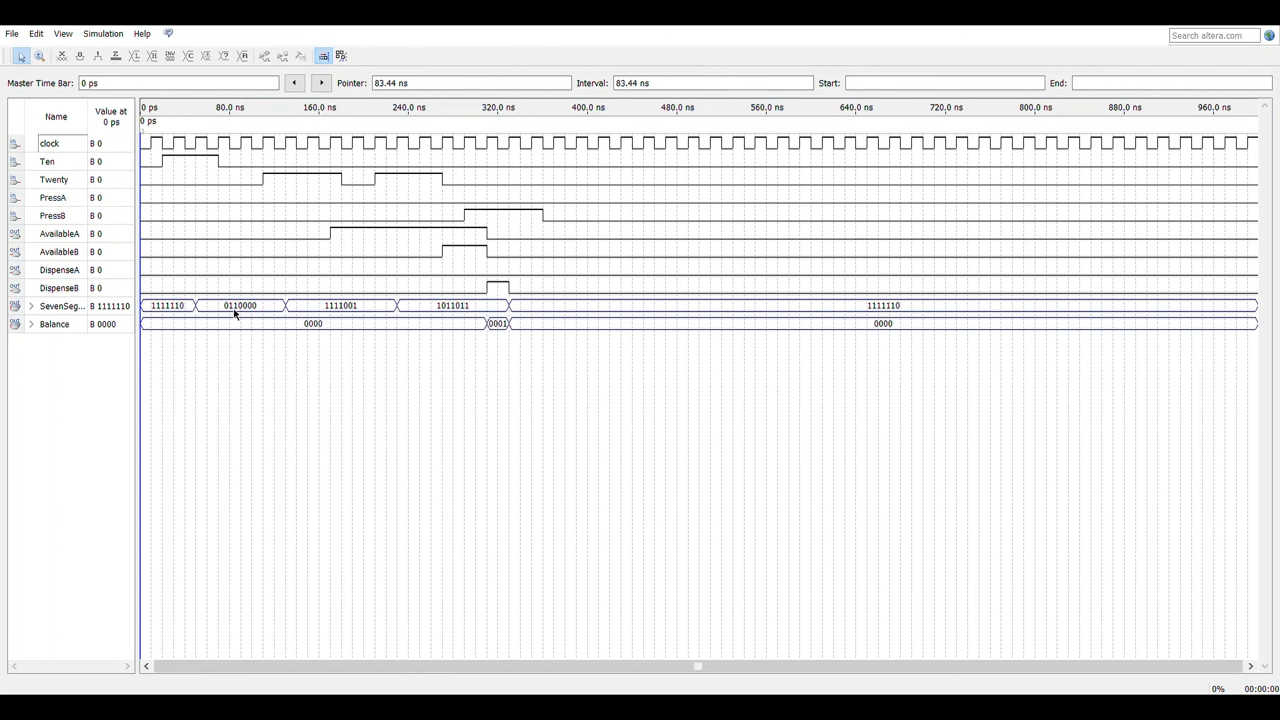 File Edit View Simulation Help
Search altera.com
Master Time Bar: 0 ps Pointer: 83.44 ns Interval: 83.44 ns Start: End:
Name Value at 0 ps
0 ps 80.0 ns 160.0 ns 240.0 ns 320.0 ns 400.0 ns 480.0 ns 560.0 ns 640.0 ns 720.0 ns 800.0 ns 880.0 ns 960.0 ns
0 ps
clock B 0
Ten B 0
Twenty B 0
PressA B 0
PressB B 0
AvailableA B 0
AvailableB B 0
DispenseA B 0
DispenseB B 0
SevenSeg... B 1111110 1111110 0110000 1111001 1011011 1111110
Balance B 0000 0000 0001 0000
0% 00:00:00